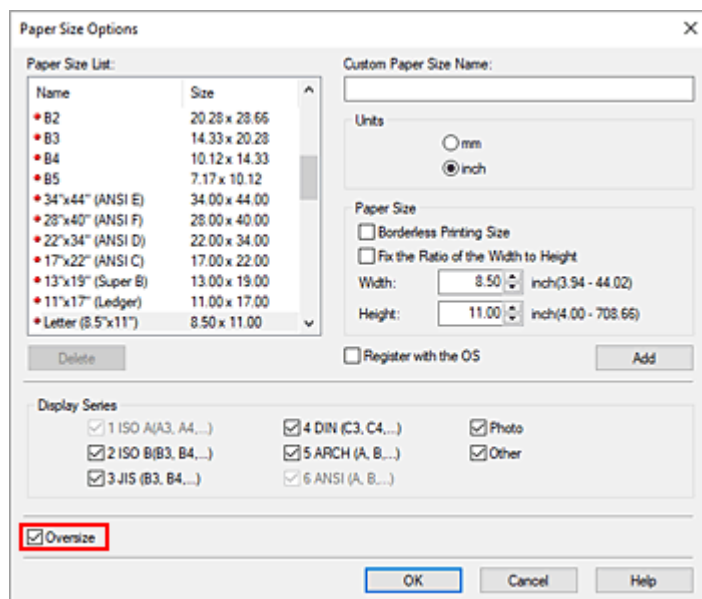 Paper Size Options
Paper Size List:
Name Size
B2 20.28 x 28.66
B3 14.33 x 20.28
B4 10.12 x 14.33
B5 7.17 x 10.12
34"x44" (ANSI E) 34.00 x 44.00
28"x40" (ANSI F) 28.00 x 40.00
22"x34" (ANSI D) 22.00 x 34.00
17"x22" (ANSI C) 17.00 x 22.00
13"x19" (Super B) 13.00 x 19.00
11"x17" (Ledger) 11.00 x 17.00
Letter (8.5"x11") 8.50 x 11.00
Delete
Custom Paper Size Name:
Units
mm
inch
Paper Size
Borderless Printing Size
Fix the Ratio of the Width to Height
Width: 8.50 inch(3.94 - 44.02)
Height: 11.00 inch(4.00 - 708.66)
Register with the OS Add
Display Series
1 ISO A(A3, A4,...) 4 DIN (C3, C4,...) Photo
2 ISO B(B3, B4,...) 5 ARCH (A, B,...) Other
3 JIS (B3, B4,...) 6 ANSI (A, B,...)
Oversize
OK Cancel Help